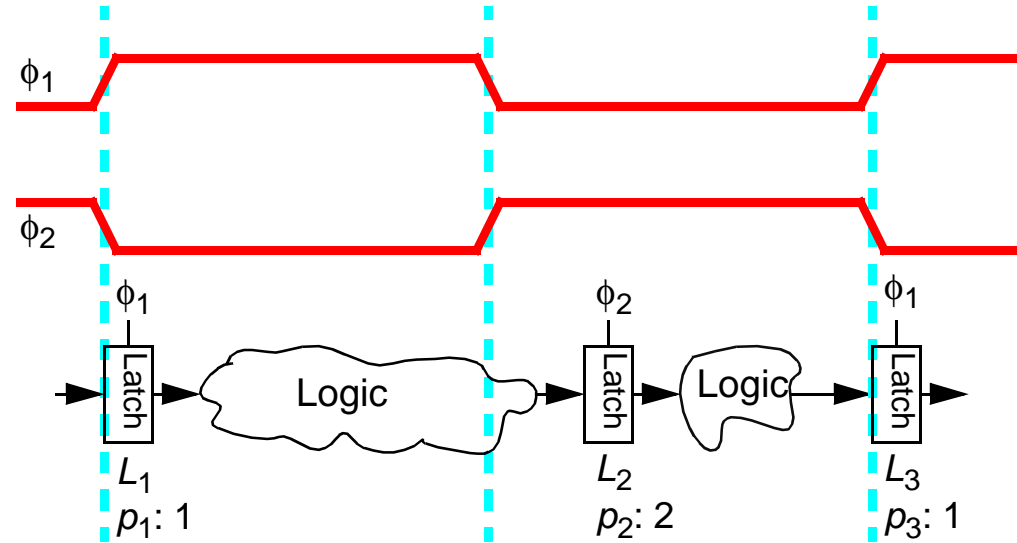 ϕ1
ϕ2
ϕ1 ϕ2 ϕ1
Latch Logic Latch Logic Latch
L1 L2 L3
p1: 1 p2: 2 p3: 1